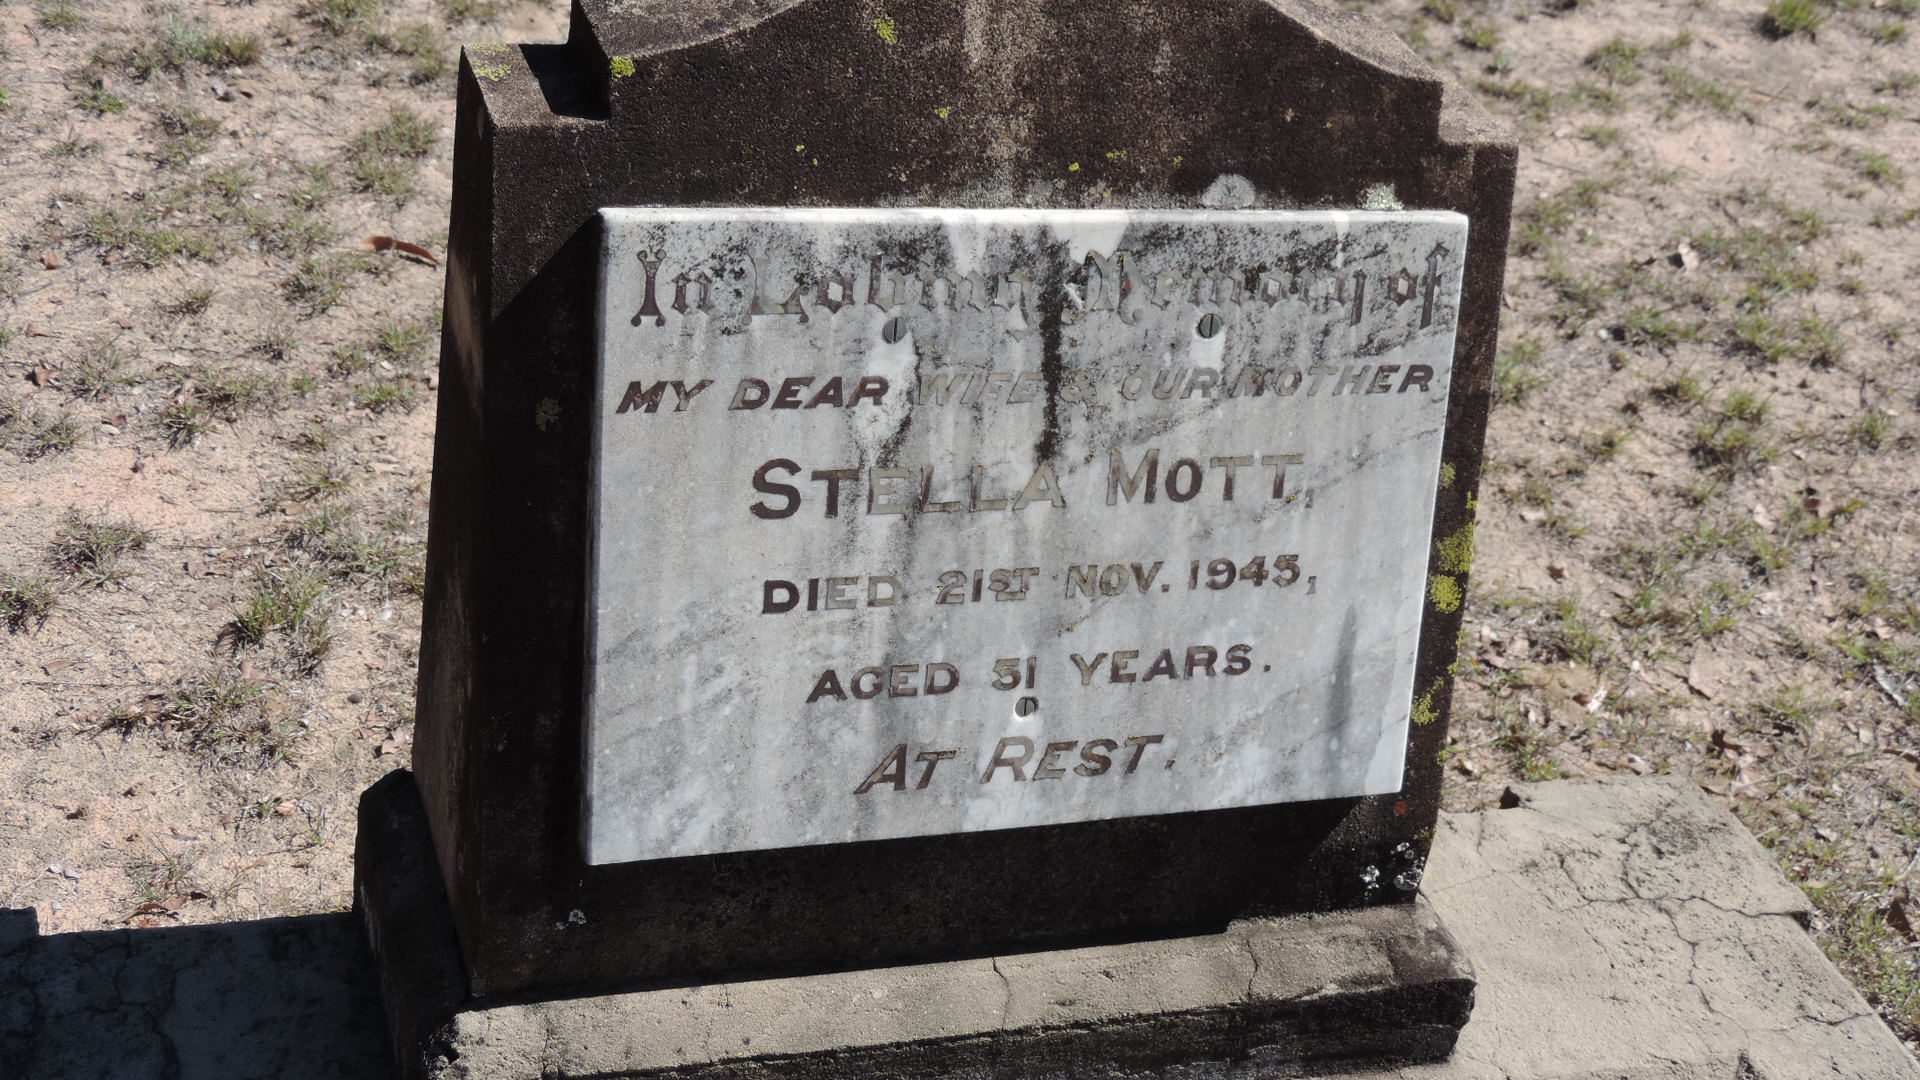 In Loving Memory of
MY DEAR WIFE & OUR MOTHER
STELLA MOTT,
DIED 21ST NOV. 1945,
AGED 51 YEARS.
AT REST.